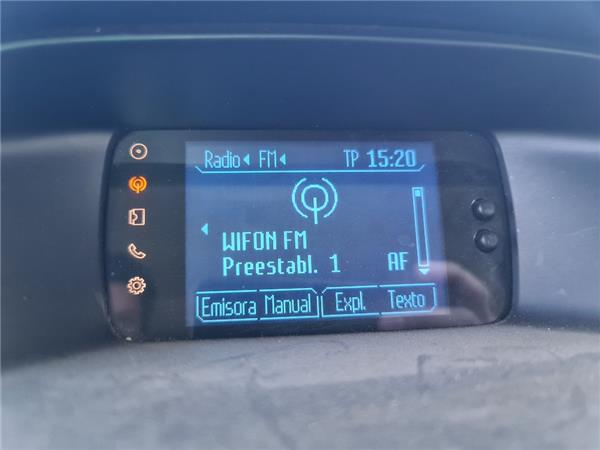 Radio FM TP 15:20
WIFON FM
Preestabl. 1 AF
Emisora Manual Expl. Texto